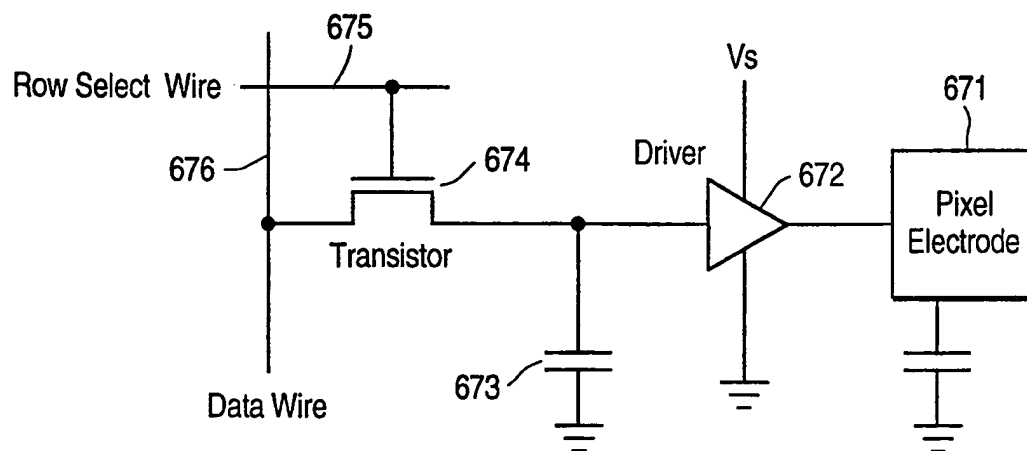 675
Row Select Wire
676
674
Transistor
Data Wire
673
Vs
Driver
672
671
Pixel
Electrode